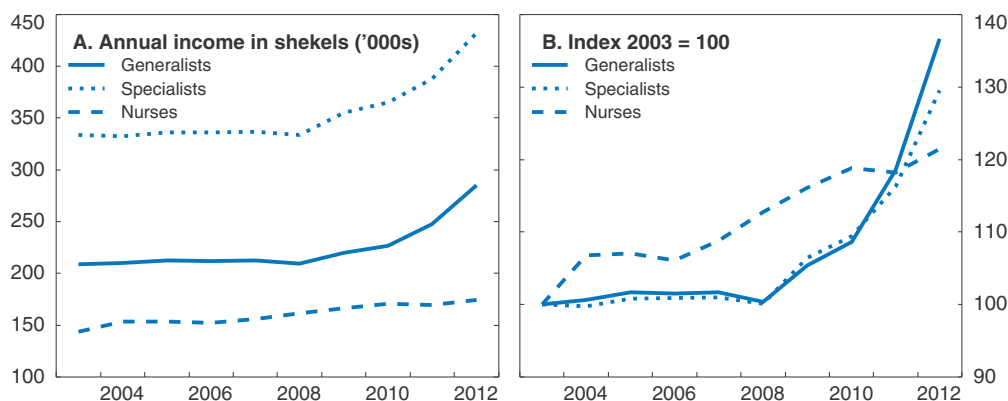 A. Annual income in shekels ('000s)
Generalists
Specialists
Nurses
450
400
350
300
250
200
150
100
2004 2006 2008 2010 2012
B. Index 2003 = 100
Generalists
Specialists
Nurses
140
130
120
110
100
90
2004 2006 2008 2010 2012